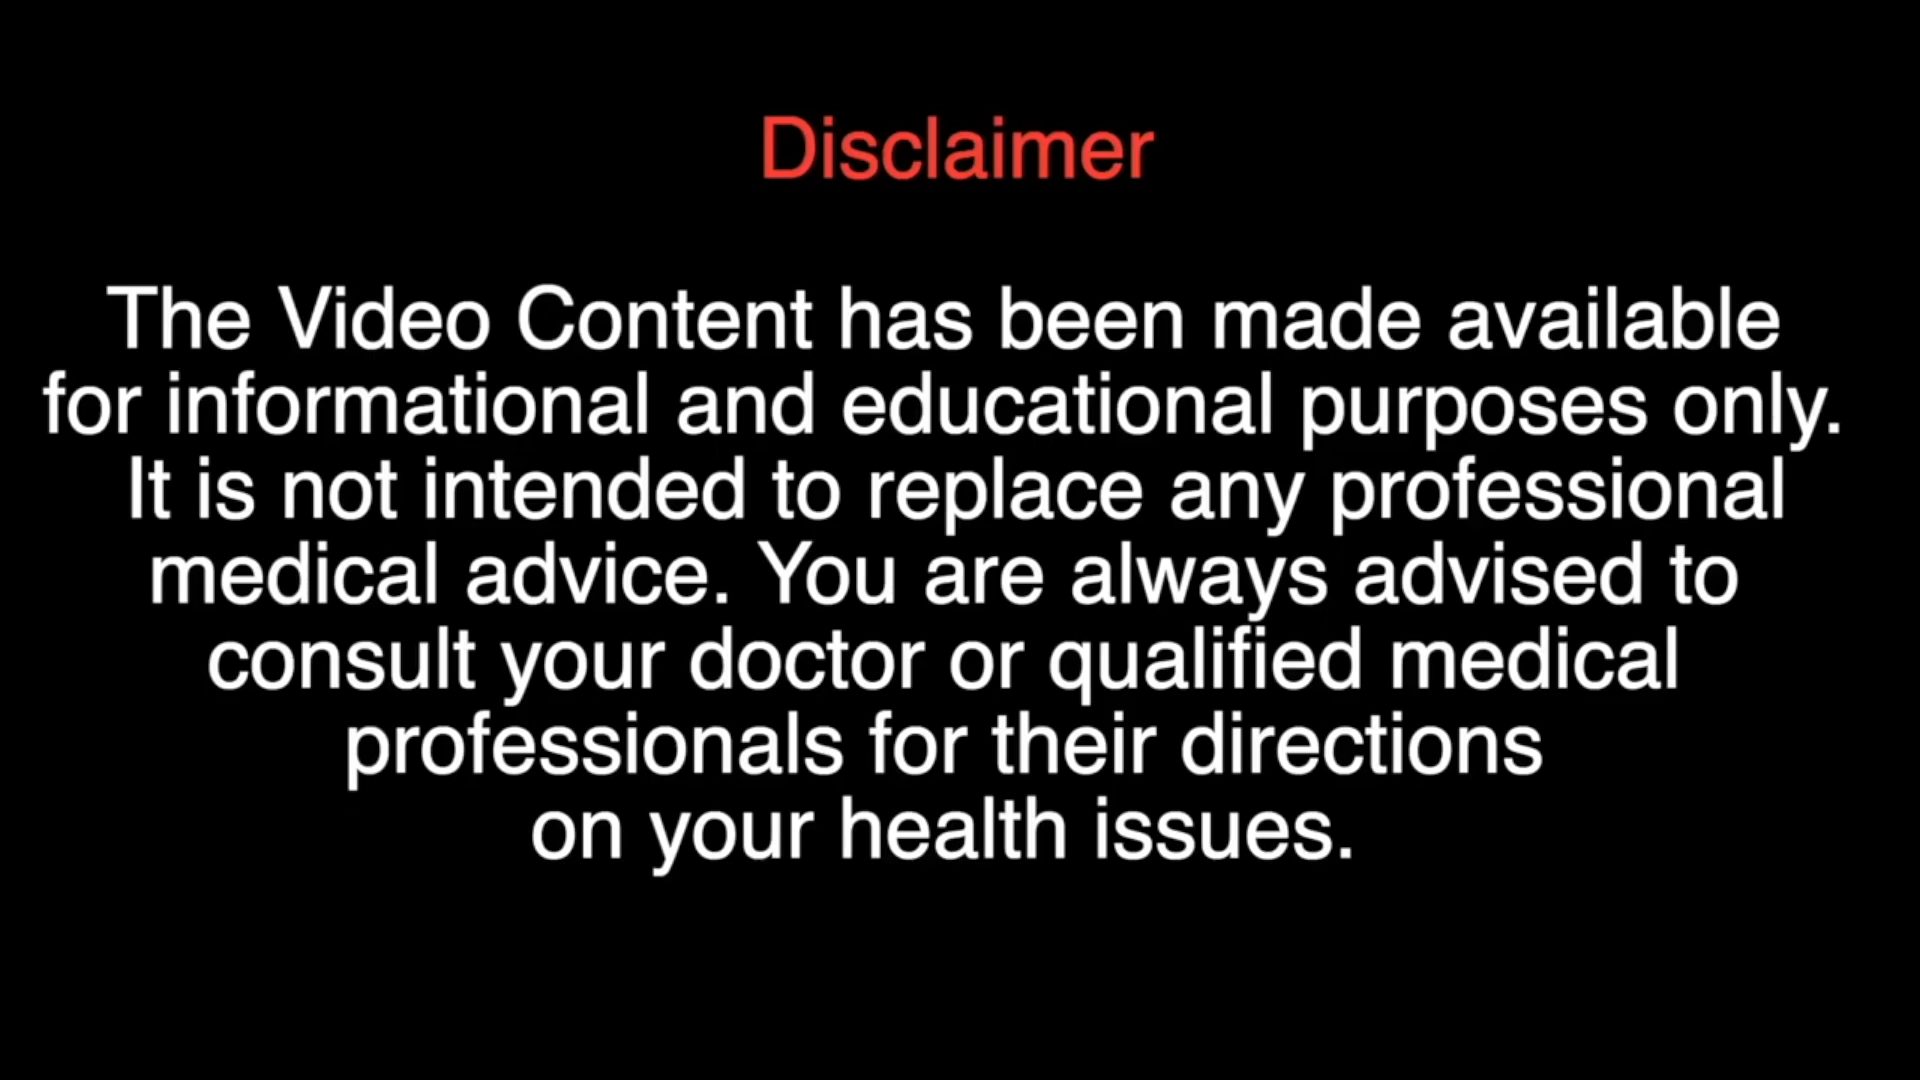 Disclaimer
The Video Content has been made available
for informational and educational purposes only.
It is not intended to replace any professional
medical advice. You are always advised to
consult your doctor or qualified medical
professionals for their directions
on your health issues.